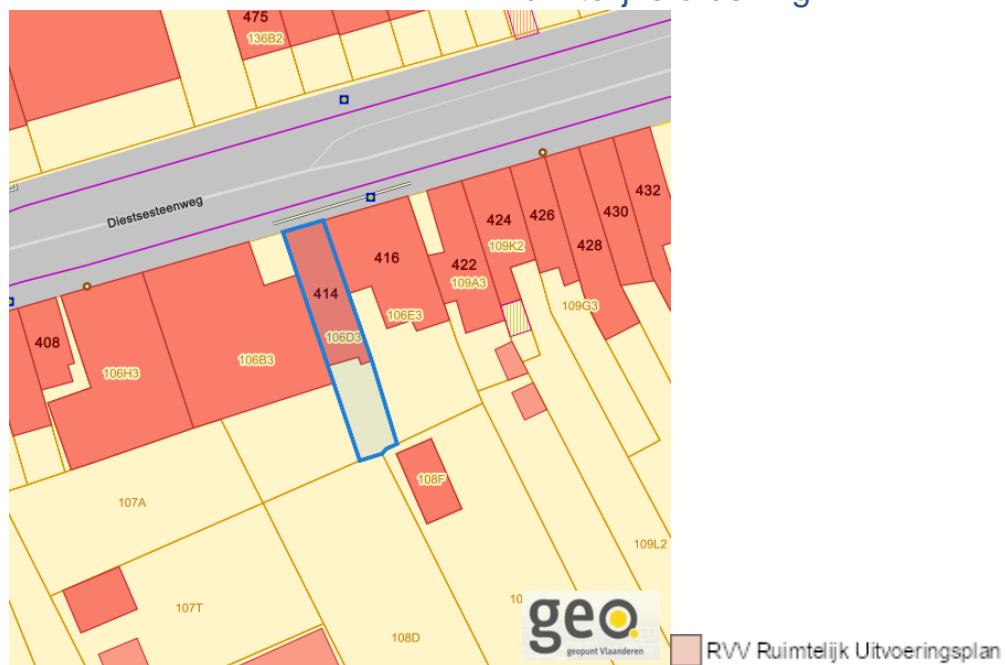 475
136B2
Diestsesteenweg
432
424
426
430
109K2
416
428
422
109A3
414
109G3
106E3
106D3
408
106B3
106H3
108F
107A
109L2
107T
108D
10
geo
geopunt Vlaanderen
RVV Ruimtelijk Uitvoeringsplan